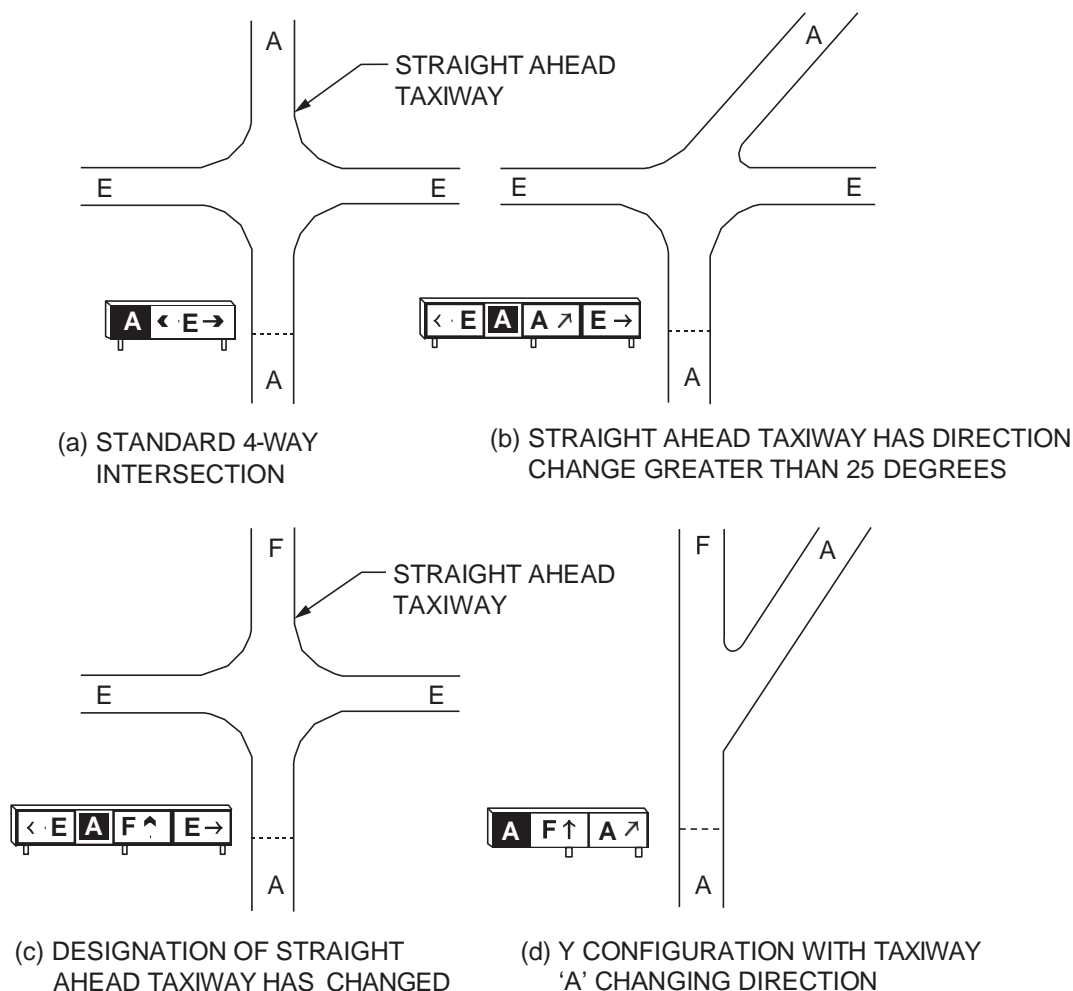 A
STRAIGHT AHEAD
TAXIWAY
E
E
A ← E →
A
(a) STANDARD 4-WAY
INTERSECTION
A
E
E
← E A A ↗ E →
A
(b) STRAIGHT AHEAD TAXIWAY HAS DIRECTION
CHANGE GREATER THAN 25 DEGREES
F
STRAIGHT AHEAD
TAXIWAY
E
E
← E A F ↑ E →
A
(c) DESIGNATION OF STRAIGHT
AHEAD TAXIWAY HAS CHANGED
F
A
A F ↑ A ↗
A
(d) Y CONFIGURATION WITH TAXIWAY
‘A’ CHANGING DIRECTION